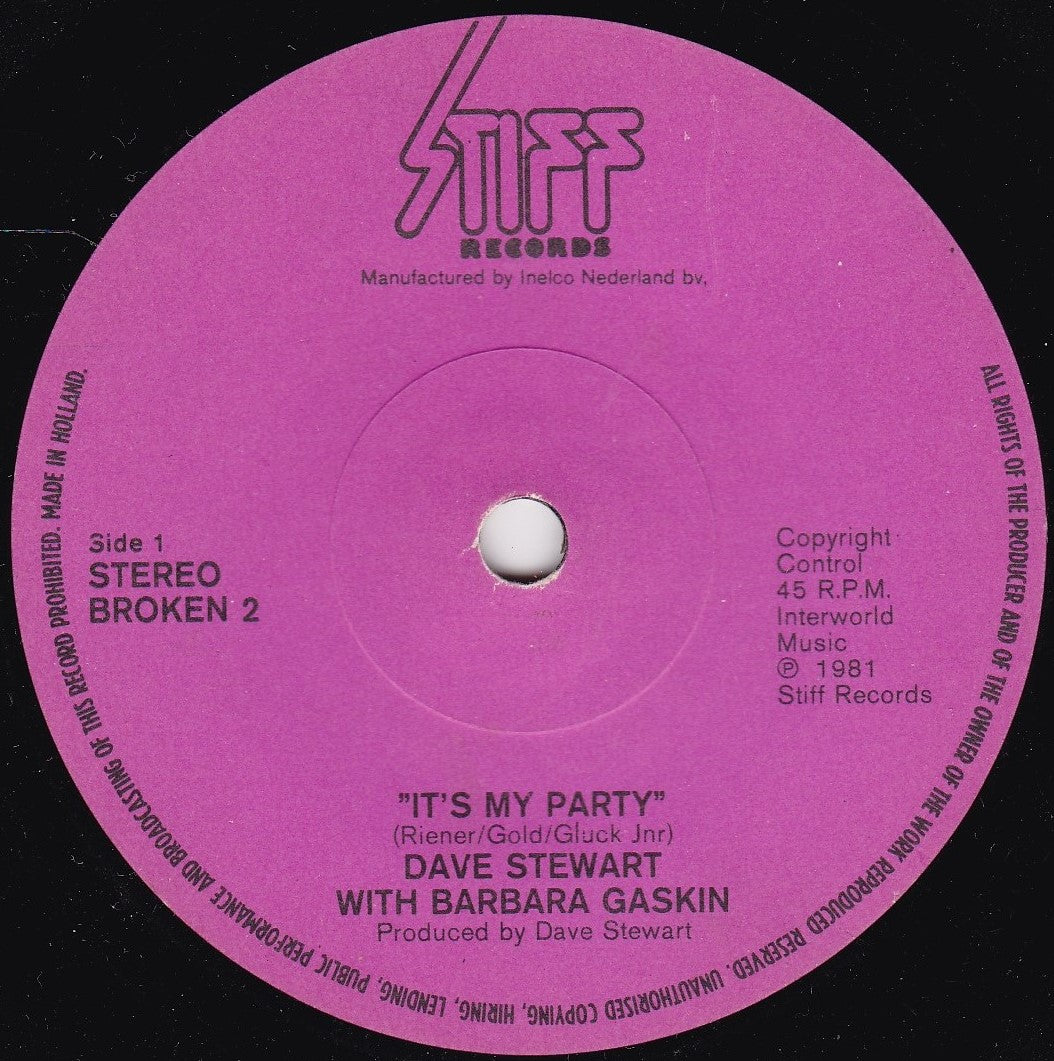 STIFF
RECORDS
Manufactured by Inelco Nederland bv.
Side 1
STEREO
BROKEN 2
Copyright
Control
45 R.P.M.
Interworld
Music
℗ 1981
Stiff Records
"IT'S MY PARTY"
(Riener/Gold/Gluck Jnr)
DAVE STEWART
WITH BARBARA GASKIN
Produced by Dave Stewart
ALL RIGHTS OF THE PRODUCER AND OF THE OWNER OF THE WORK REPRODUCED RESERVED. UNAUTHORISED COPYING, HIRING, LENDING, PUBLIC PERFORMANCE AND BROADCASTING OF THIS RECORD PROHIBITED. MADE IN HOLLAND.